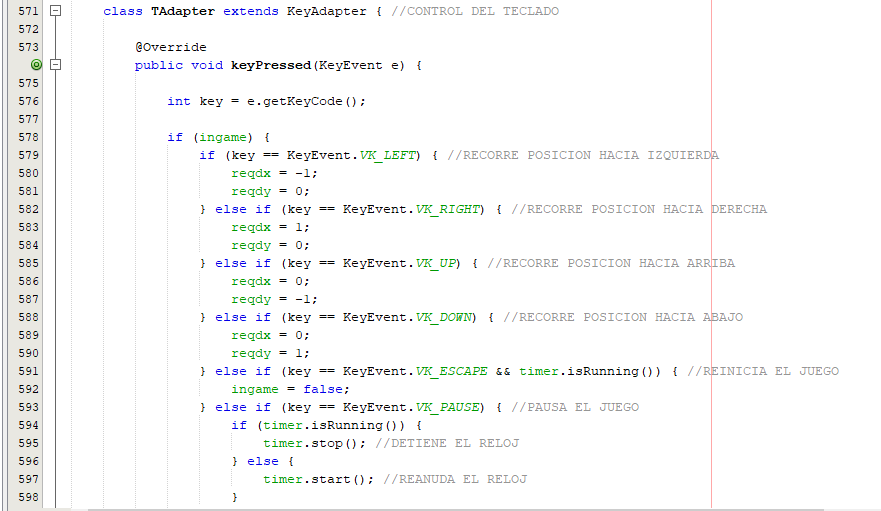 571 class TAdapter extends KeyAdapter { //CONTROL DEL TECLADO
572
573 @Override
public void keyPressed(KeyEvent e) {
575
576 int key = e.getKeyCode();
577
578 if (ingame) {
579 if (key == KeyEvent.VK_LEFT) { //RECORRE POSICION HACIA IZQUIERDA
580 reqdx = -1;
581 reqdy = 0;
582 } else if (key == KeyEvent.VK_RIGHT) { //RECORRE POSICION HACIA DERECHA
583 reqdx = 1;
584 reqdy = 0;
585 } else if (key == KeyEvent.VK_UP) { //RECORRE POSICION HACIA ARRIBA
586 reqdx = 0;
587 reqdy = -1;
588 } else if (key == KeyEvent.VK_DOWN) { //RECORRE POSICION HACIA ABAJO
589 reqdx = 0;
590 reqdy = 1;
591 } else if (key == KeyEvent.VK_ESCAPE && timer.isRunning()) { //REINICIA EL JUEGO
592 ingame = false;
593 } else if (key == KeyEvent.VK_PAUSE) { //PAUSA EL JUEGO
594 if (timer.isRunning()) {
595 timer.stop(); //DETIENE EL RELOJ
596 } else {
597 timer.start(); //REANUDA EL RELOJ
598 }